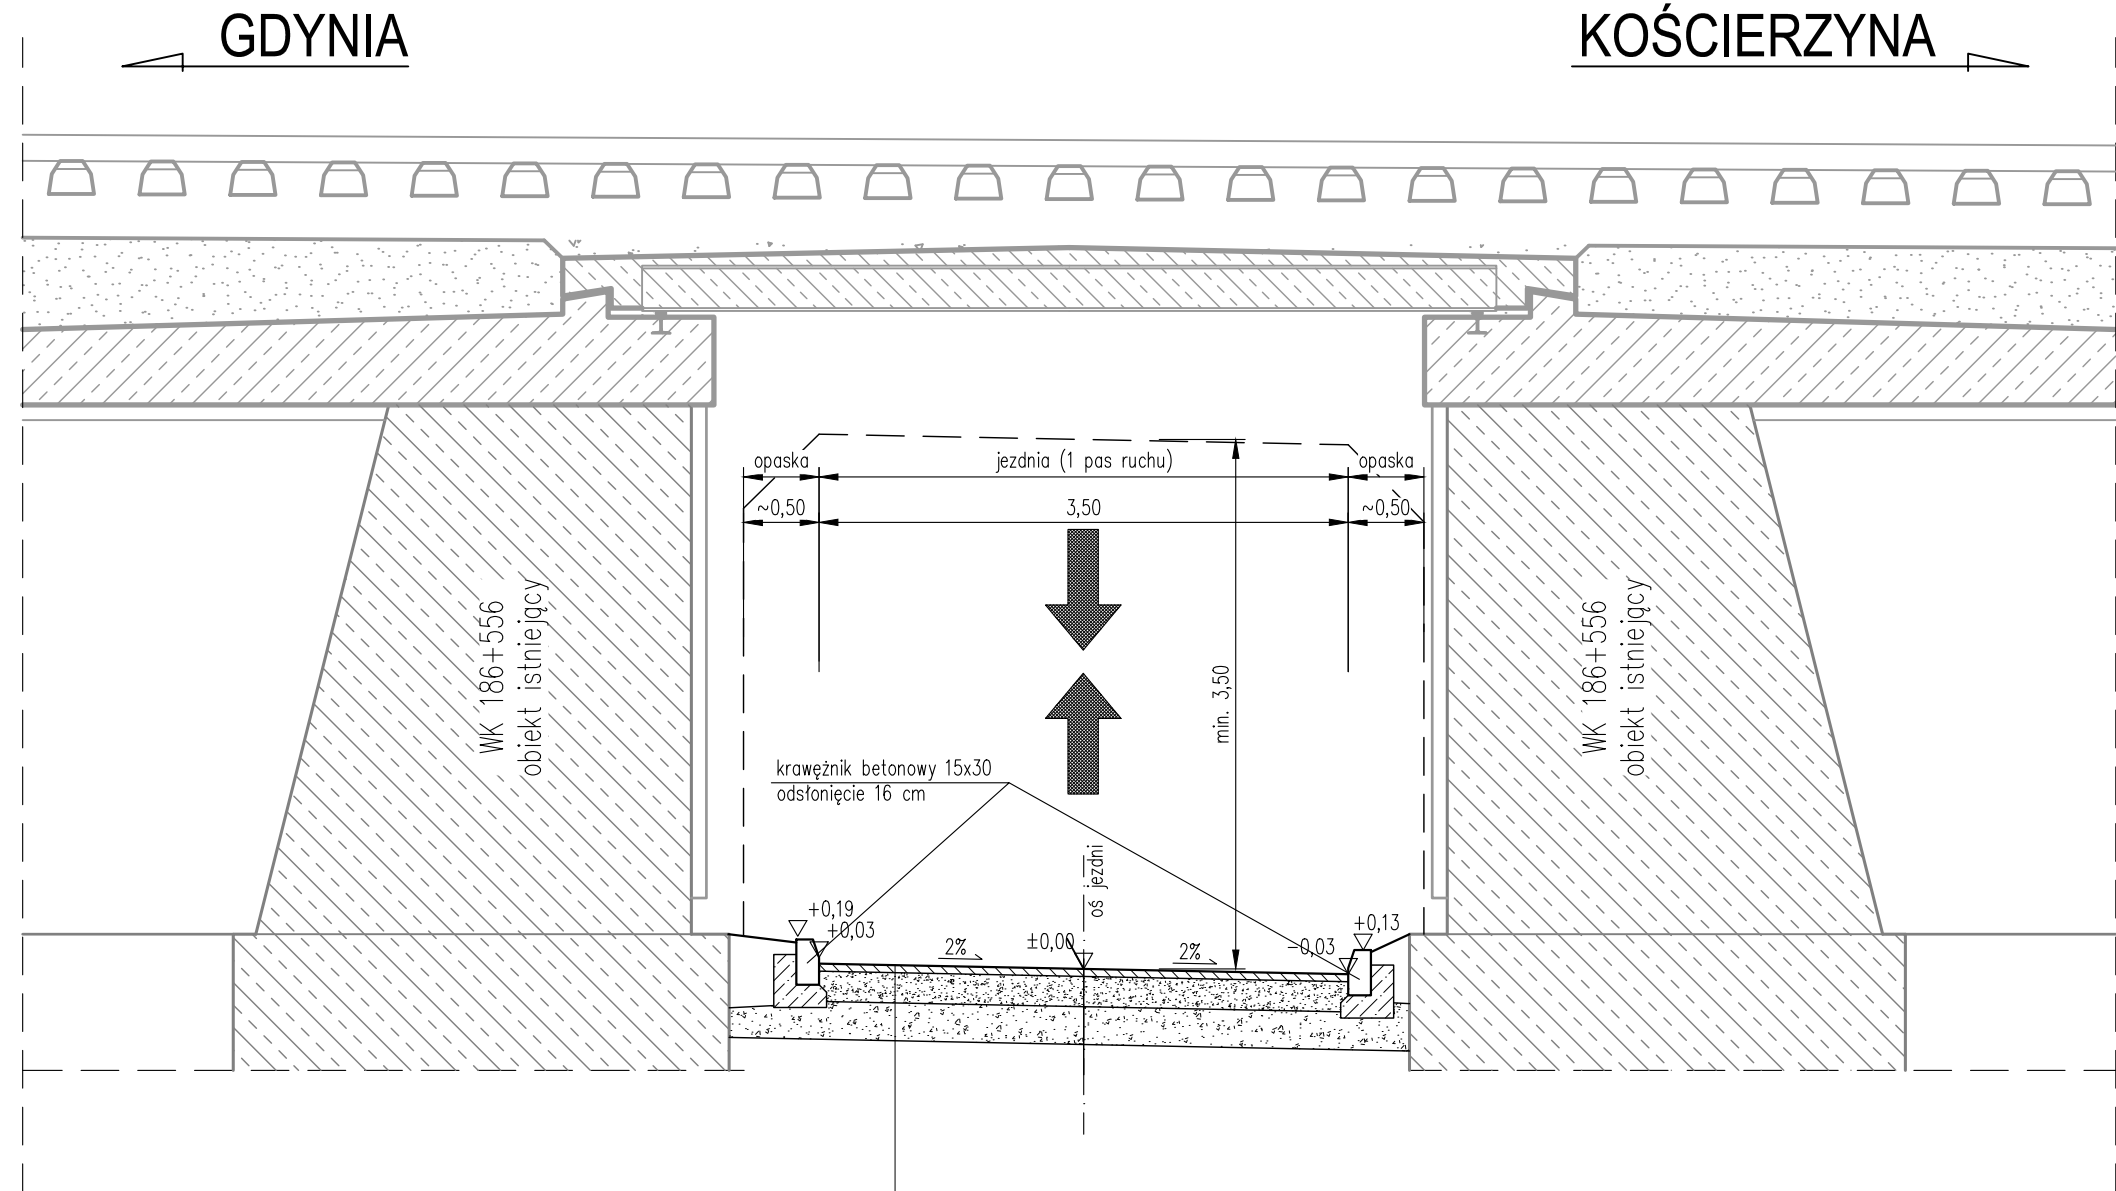 GDYNIA
KOŚCIERZYNA
opaska
jezdnia (1 pas ruchu)
opaska
~0,50
3,50
~0,50
WK 186+556
obiekt istniejący
min. 3,50
WK 186+556
obiekt istniejący
krawężnik betonowy 15x30
odsłonięcie 16 cm
oś jezdni
+0,19
+0,03
2%
±0,00
2%
-0,03
+0,13